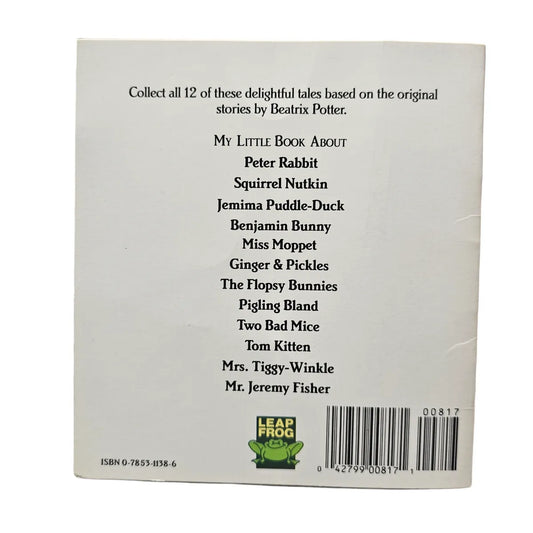 Collect all 12 of these delightful tales based on the original
stories by Beatrix Potter.
MY LITTLE BOOK ABOUT
Peter Rabbit
Squirrel Nutkin
Jemima Puddle-Duck
Benjamin Bunny
Miss Moppet
Ginger & Pickles
The Flopsy Bunnies
Pigling Bland
Two Bad Mice
Tom Kitten
Mrs. Tiggy-Winkle
Mr. Jeremy Fisher
LEAP
FROG
00817
ISBN 0-7853-1138-6
0 42799 00817 1